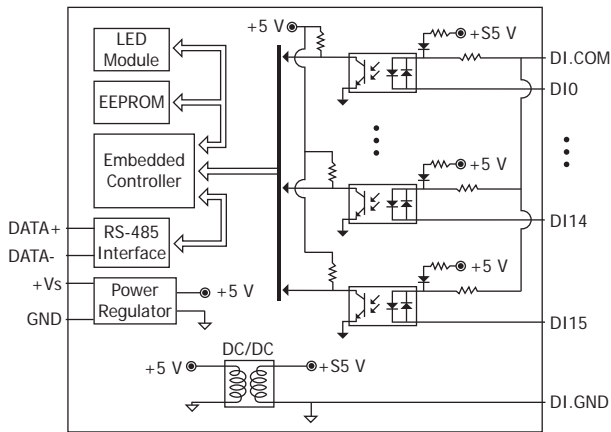 +5 V
+S5 V
LED
Module
DI.COM
EEPROM
DI0
Embedded
Controller
+5 V
DATA+
RS-485
Interface
DI14
DATA-
+Vs
Power
Regulator
+5 V
+5 V
GND
DI15
DC/DC
+5 V
+S5 V
DI.GND